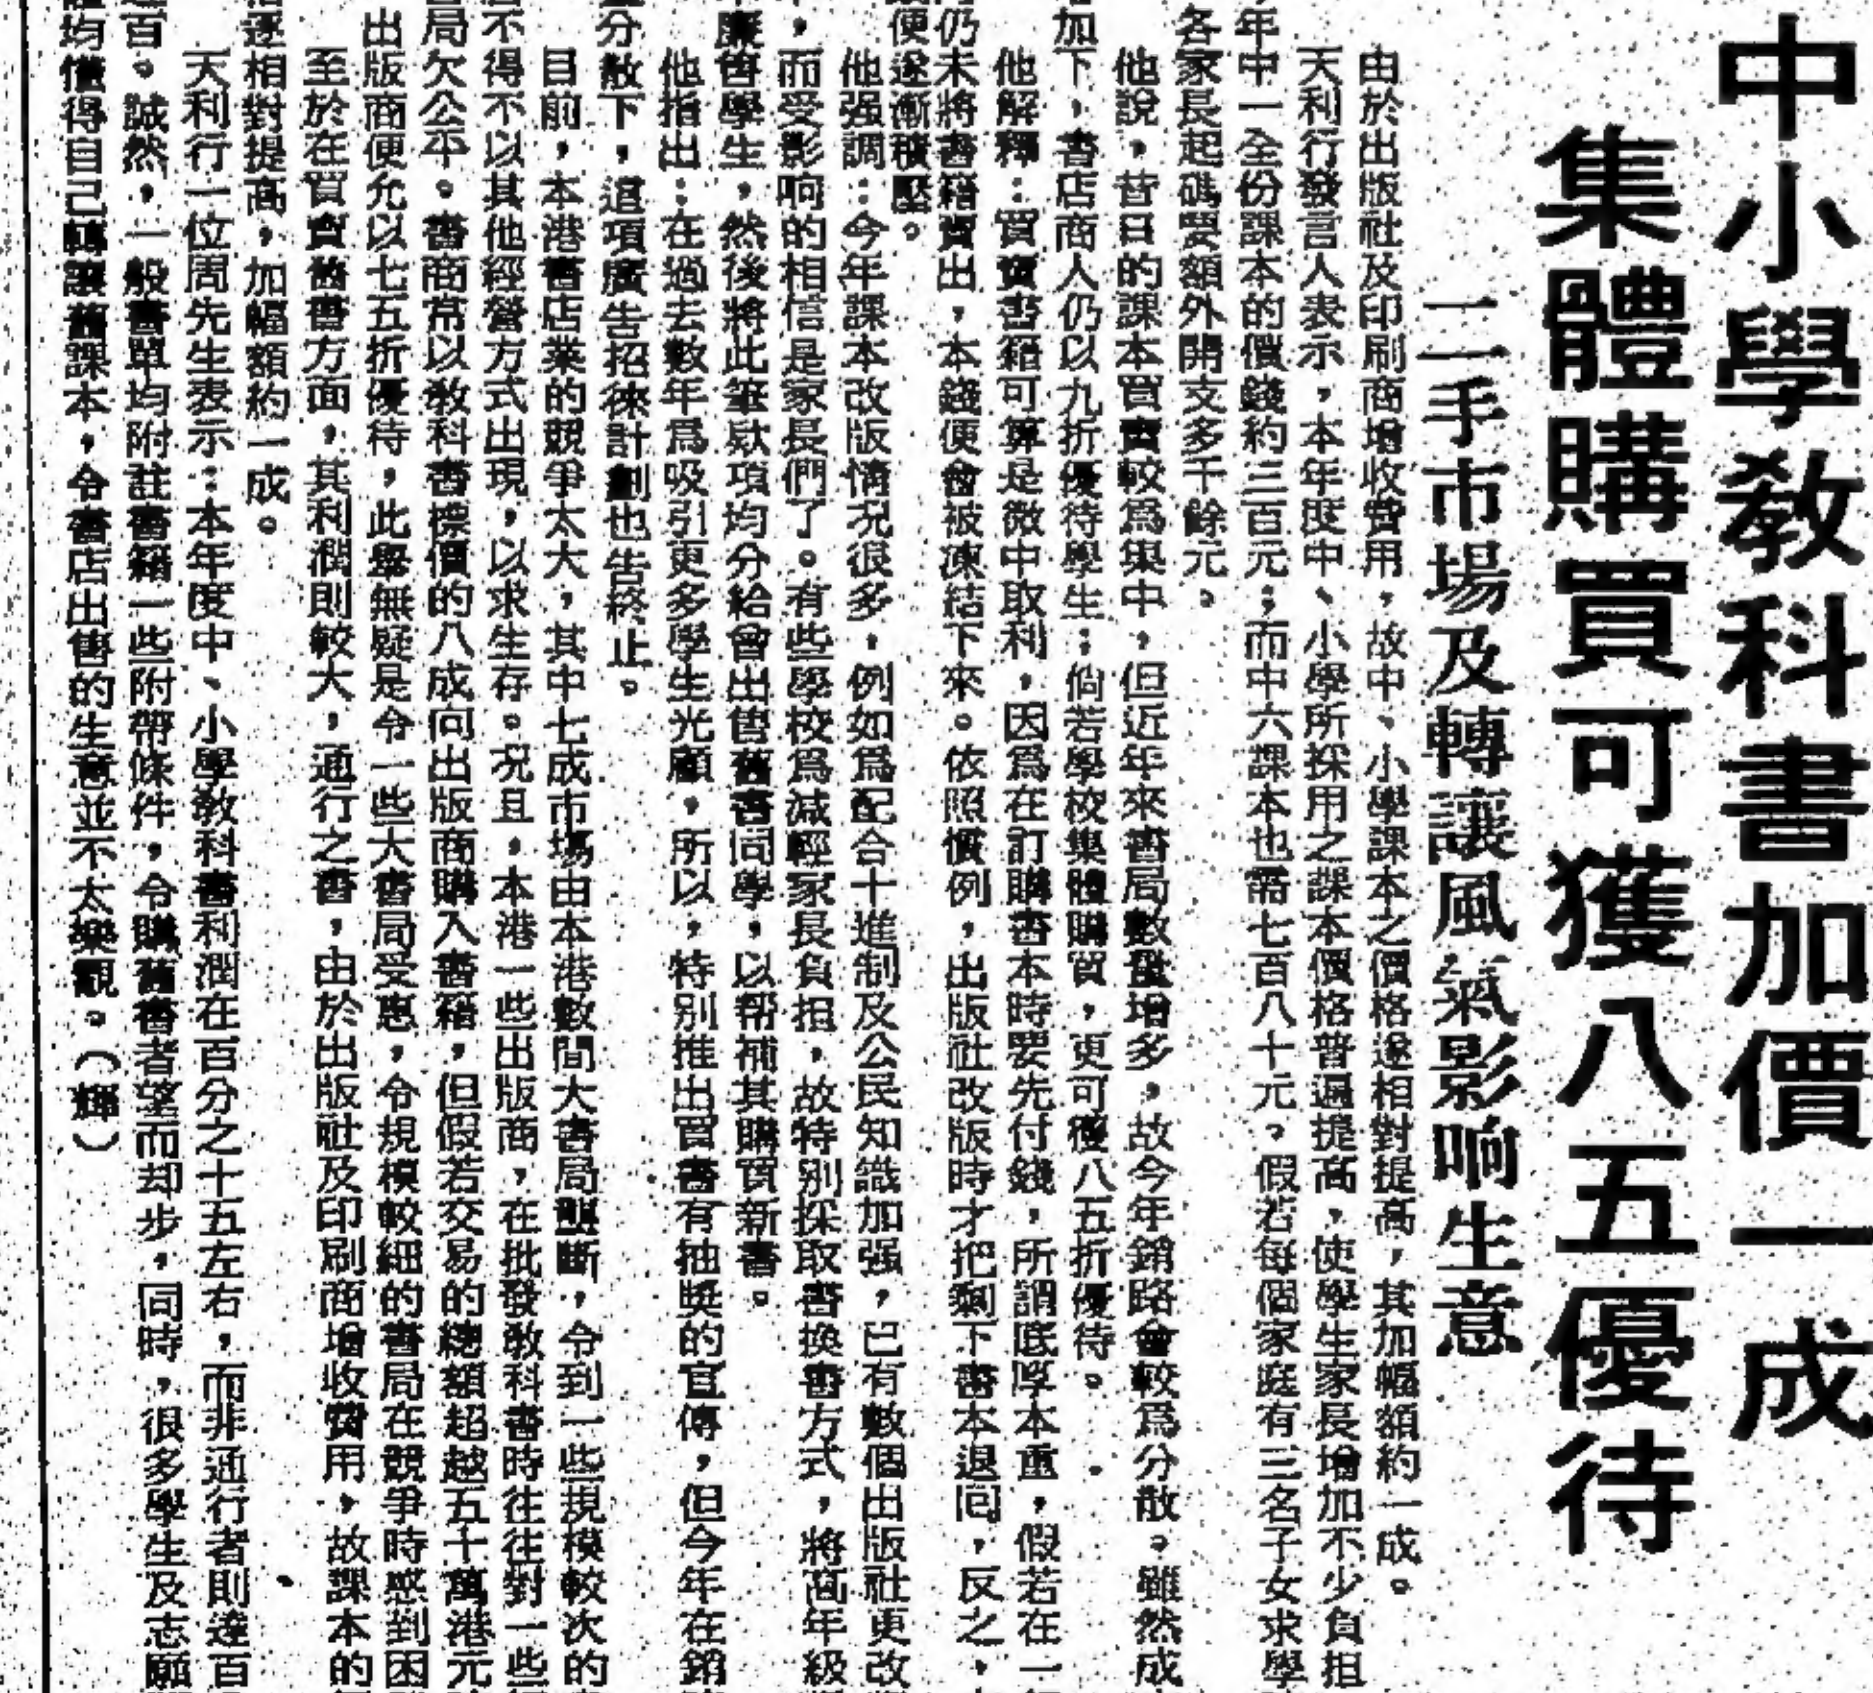 中小學教科書加價一成
集體購買可獲八五優待
二手市場及轉讓風氣影响生意
由於出版社及印刷商增收費用，故中、小學課本之價格遂相對提高，其加幅額約一成。
天利行發言人表示，本年度中、小學所採用之課本價格普遍提高，使學生家長增加不少負担
年中一全份課本的價錢約三百元；而中六課本也需七百八十元。假若每個家庭有三名子女求學
各家長起碼要額外開支多千餘元。
他說，昔日的課本買賣較爲集中，但近年來書局數量增多，故今年銷路會較爲分散。雖然成
加下，書店商人仍以九折優待學生；倘若學校集體購買，更可獲八五折優待。
他解釋：買賣書籍可算是微中取利，因爲在訂購書本時要先付錢，所謂底厚本重，假若在一
仍未將書籍賣出，本錢便會被凍結下來。依照慣例，出版社改版時才把剩下書本退囘，反之，
便逐漸積壓。
他强調：今年課本改版情況很多，例如爲配合十進制及公民知識加强，已有數個出版社更改
，而受影响的相信是家長們了。有些學校爲減輕家長負担，故特别採取書換書方式，將高年級
廉售學生，然後將此筆欵項均分給會出售舊書同學，以帮補其購買新書。
他指出：在過去數年爲吸引更多學生光顧，所以，特别推出買書有抽獎的宣傳，但今年在銷
分散下，這項廣告招徠計劃也告終止。
目前，本港書店業的競爭太大，其中七成市場由本港數間大書局壟斷，令到一些規模較次的
不得不以其他經營方式出現，以求生存。况且，本港一些出版商，在批發教科書時往往對一些
局欠公平。書商常以教科書標價的八成向出版商購入書籍，但假若交易的總額超越五十萬港元
出版商便允以七五折優待，此舉無疑是令一些大書局受惠，令規模較細的書局在競爭時感到困
至於在買賣舊書方面，其利潤則較大，通行之書，由於出版社及印刷商增收費用，故課本的
逐相對提高，加幅額約一成。
天利行一位周先生表示：本年度中、小學教科書利潤在百分之十五左右，而非通行者則達百
百。誠然，一般書單均附註書籍一些附帶條件，令購舊書者望而却步，同時，很多學生及志願
均懂得自己轉讓舊課本，令書店出售的生意並不太樂觀。（輝）